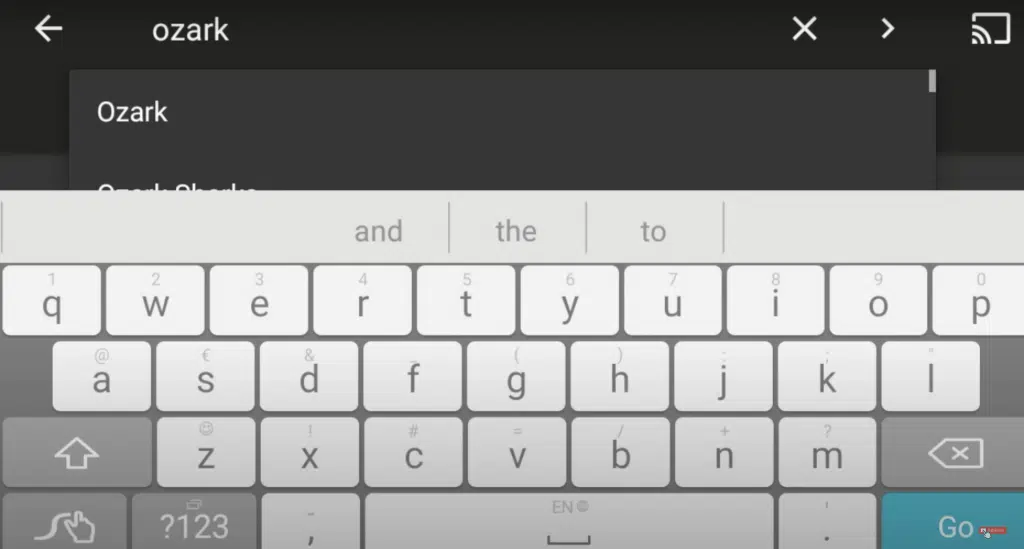 ozark
Ozark
Ozark Sharks
and the to
1 2 3 4 5 6 7 8 9 0
q w e r t y u i o p
@ € & _ ( ) : ; "
a s d f g h j k l
! # = / + ?
z x c v b n m
- EN '
?123 , . Go